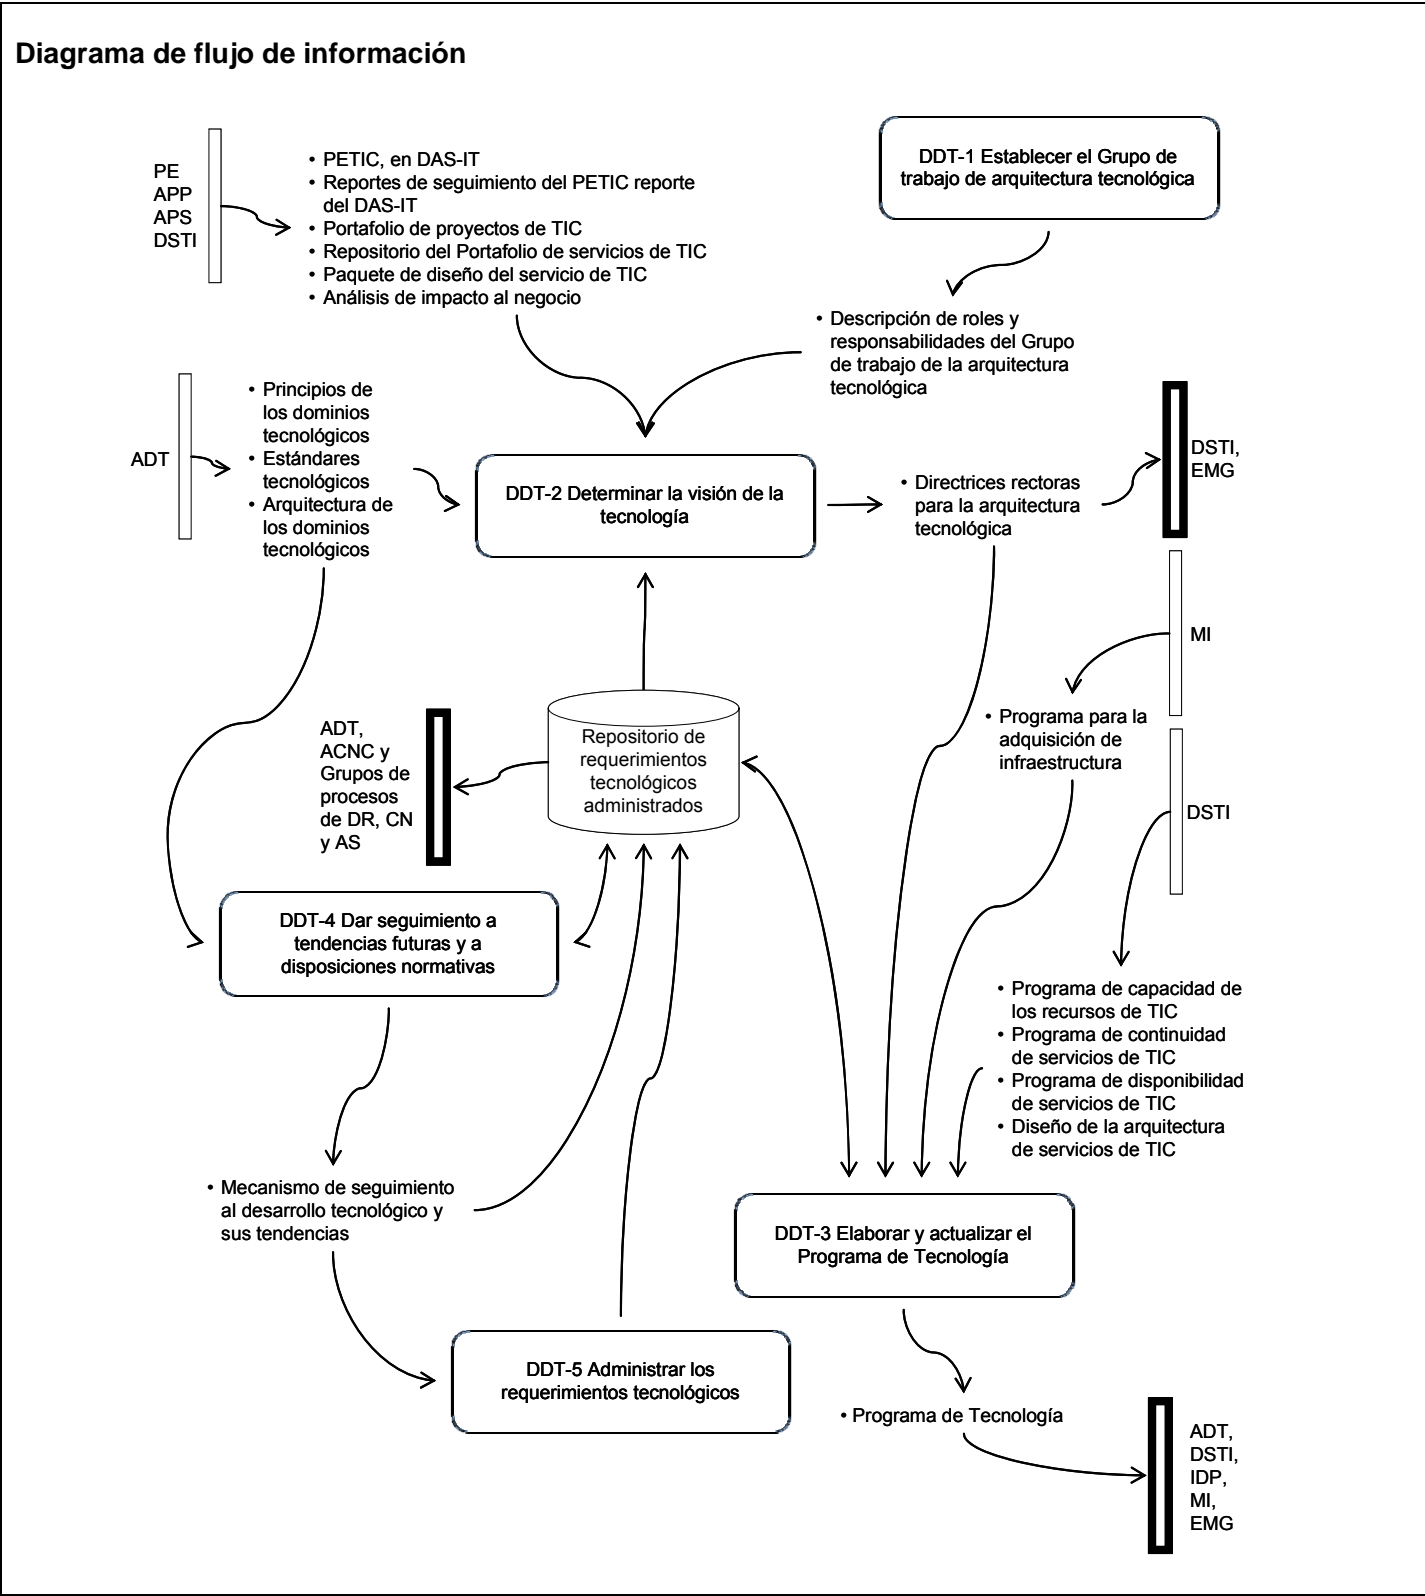 Diagrama de flujo de información
PE
APP
APS
DSTI
• PETIC, en DAS-IT
• Reportes de seguimiento del PETIC reporte
del DAS-IT
• Portafolio de proyectos de TIC
• Repositorio del Portafolio de servicios de TIC
• Paquete de diseño del servicio de TIC
• Análisis de impacto al negocio
DDT-1 Establecer el Grupo de
trabajo de arquitectura tecnológica
• Descripción de roles y
responsabilidades del Grupo
de trabajo de la arquitectura
tecnológica
ADT
• Principios de
los dominios
tecnológicos
• Estándares
tecnológicos
• Arquitectura de
los dominios
tecnológicos
DDT-2 Determinar la visión de la
tecnología
• Directrices rectoras
para la arquitectura
tecnológica
DSTI,
EMG
MI
• Programa para la
adquisición de
infraestructura
ADT,
ACNC y
Grupos de
procesos
de DR, CN
y AS
Repositorio de
requerimientos
tecnológicos
administrados
DSTI
DDT-4 Dar seguimiento a
tendencias futuras y a
disposiciones normativas
• Programa de capacidad de
los recursos de TIC
• Programa de continuidad
de servicios de TIC
• Programa de disponibilidad
de servicios de TIC
• Diseño de la arquitectura
de servicios de TIC
• Mecanismo de seguimiento
al desarrollo tecnológico y
sus tendencias
DDT-3 Elaborar y actualizar el
Programa de Tecnología
DDT-5 Administrar los
requerimientos tecnológicos
• Programa de Tecnología
ADT,
DSTI,
IDP,
MI,
EMG